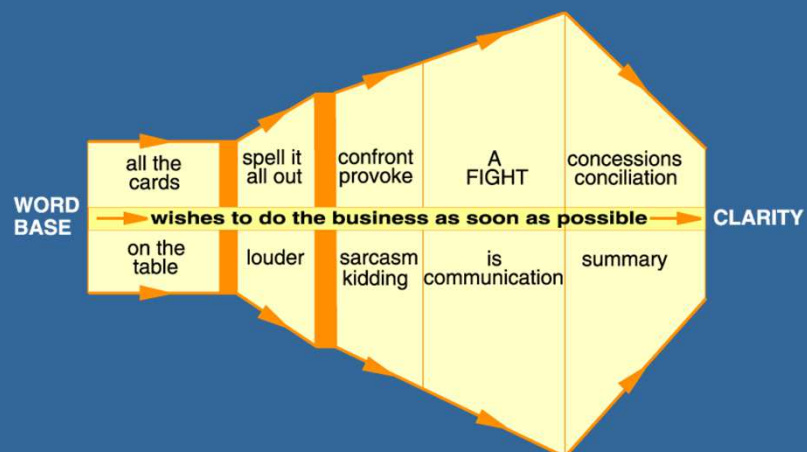 all the
cards
spell it
all out
confront
provoke
A
FIGHT
concessions
conciliation
WORD
BASE
wishes to do the business as soon as possible
CLARITY
on the
table
louder
sarcasm
kidding
is
communication
summary